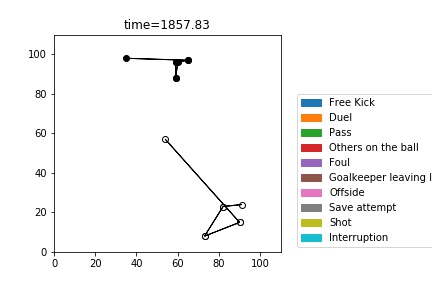 time=1857.83
100
80
60
40
20
0
0 20 40 60 80 100
Free Kick
Duel
Pass
Others on the ball
Foul
Goalkeeper leaving l
Offside
Save attempt
Shot
Interruption